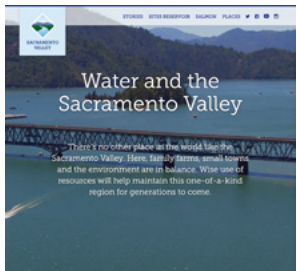 STORIES SITES RESERVOIR SALMON PLACES
SACRAMENTO
VALLEY
Water and the
Sacramento Valley
There's no other place in the world like the
Sacramento Valley. Here, family farms, small towns
and the environment are in balance. Wise use of
resources will help maintain this one-of-a-kind
region for generations to come.